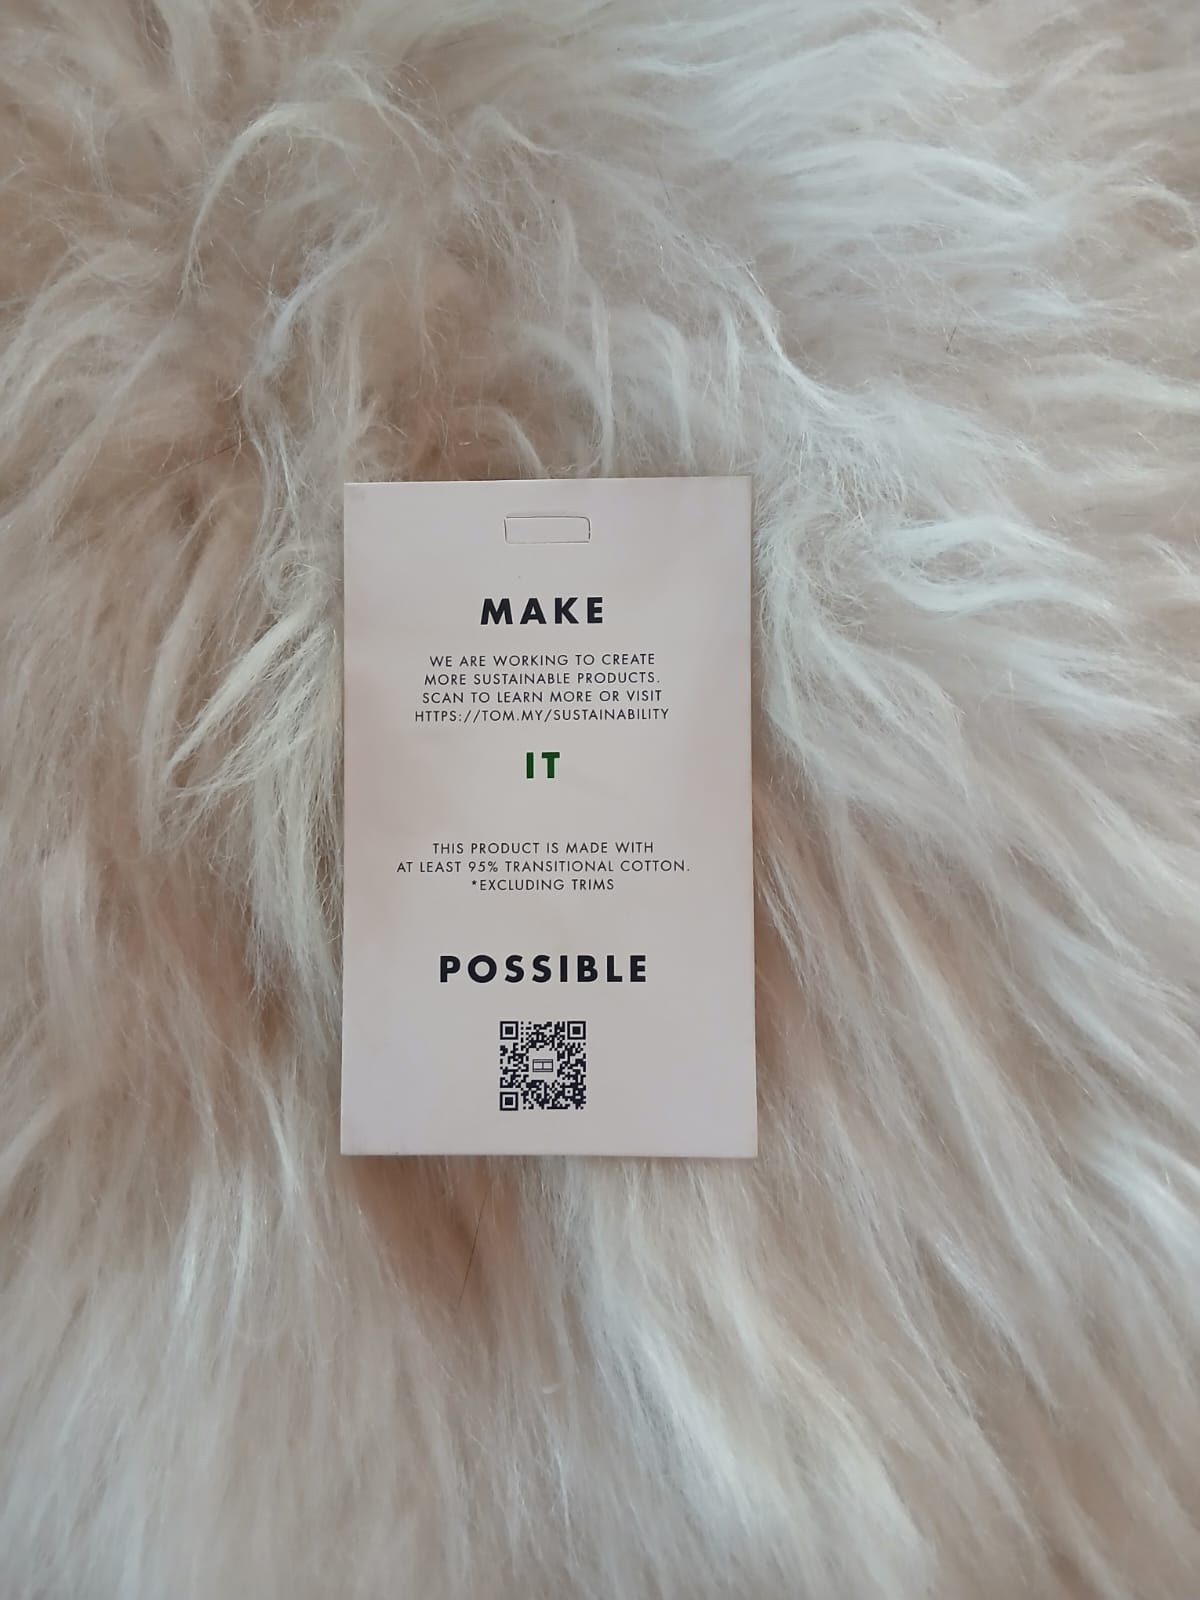 MAKE
WE ARE WORKING TO CREATE
MORE SUSTAINABLE PRODUCTS.
SCAN TO LEARN MORE OR VISIT
HTTPS://TOM.MY/SUSTAINABILITY
IT
THIS PRODUCT IS MADE WITH
AT LEAST 95% TRANSITIONAL COTTON.
*EXCLUDING TRIMS
POSSIBLE